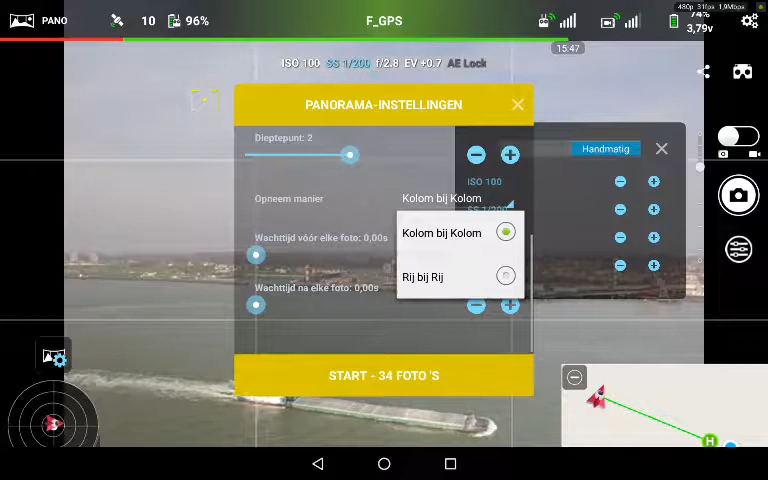 480p 31fps 1,9Mbps
PANO
10
96%
F_GPS
74%
3,79v
15:47
ISO 100 SS 1/200 f/2.8 EV +0.7 AE Lock
PANORAMA-INSTELLINGEN
Dieptepunt: 2
Handmatig
ISO 100
Opneem manier
Kolom bij Kolom
SS 1/200
Kolom bij Kolom
Wachttijd vóór elke foto: 0,00s
Rij bij Rij
Wachttijd na elke foto: 0,00s
START - 34 FOTO 'S
H